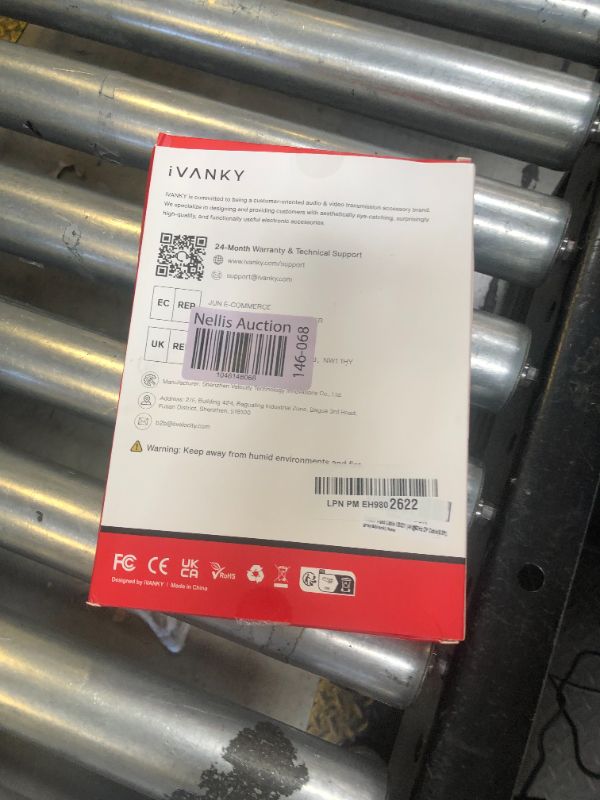 iVANKY
iVANKY is committed to being a customer-oriented audio & video transmission accessory brand.
We specialize in designing and providing customers with aesthetically eye-catching, surprisingly
high-quality, and functionally useful electronic accessories.
24-Month Warranty & Technical Support
www.ivanky.com/support
support@ivanky.com
EC REP
JUN E-COMMERCE
Nellis Auction
146-068
UK RE
NW1 1HY
Manufacturer: Shenzhen Velocity Technology Innovations Co., Ltd.
Address: 2/F, Building 424, Bagualing Industrial Zone, Bagua 3rd Road,
Futian District, Shenzhen, 518100
b2b@ivelocity.com
Warning: Keep away from humid environments and fire
LPN PM EH980 2622
FC CE UK CA RoHS
Designed by iVANKY | Made in China